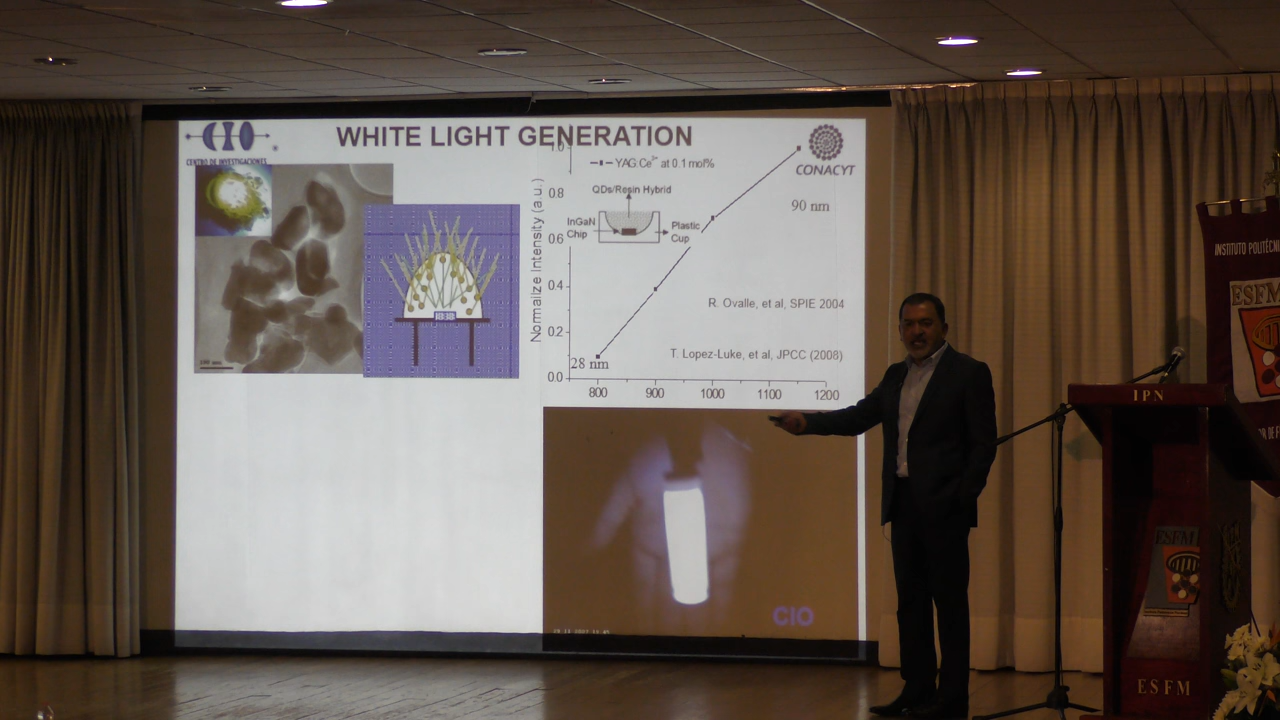 CIO
CENTRO DE INVESTIGACIONES
WHITE LIGHT GENERATION
CONACYT
YAG:Ce3+ at 0.1 mol%
QDs/Resin Hybrid
InGaN
Chip
Plastic
Cup
90 nm
28 nm
R. Ovalle, et al, SPIE 2004
T. Lopez-Luke, et al, JPCC (2008)
Normalize Intensity (a.u.)
1.0
0.8
0.6
0.4
0.2
0.0
800 900 1000 1100 1200
CIO
INSTITUTO POLITÉCNI
ESFM
IPN
ESFM
ESFM